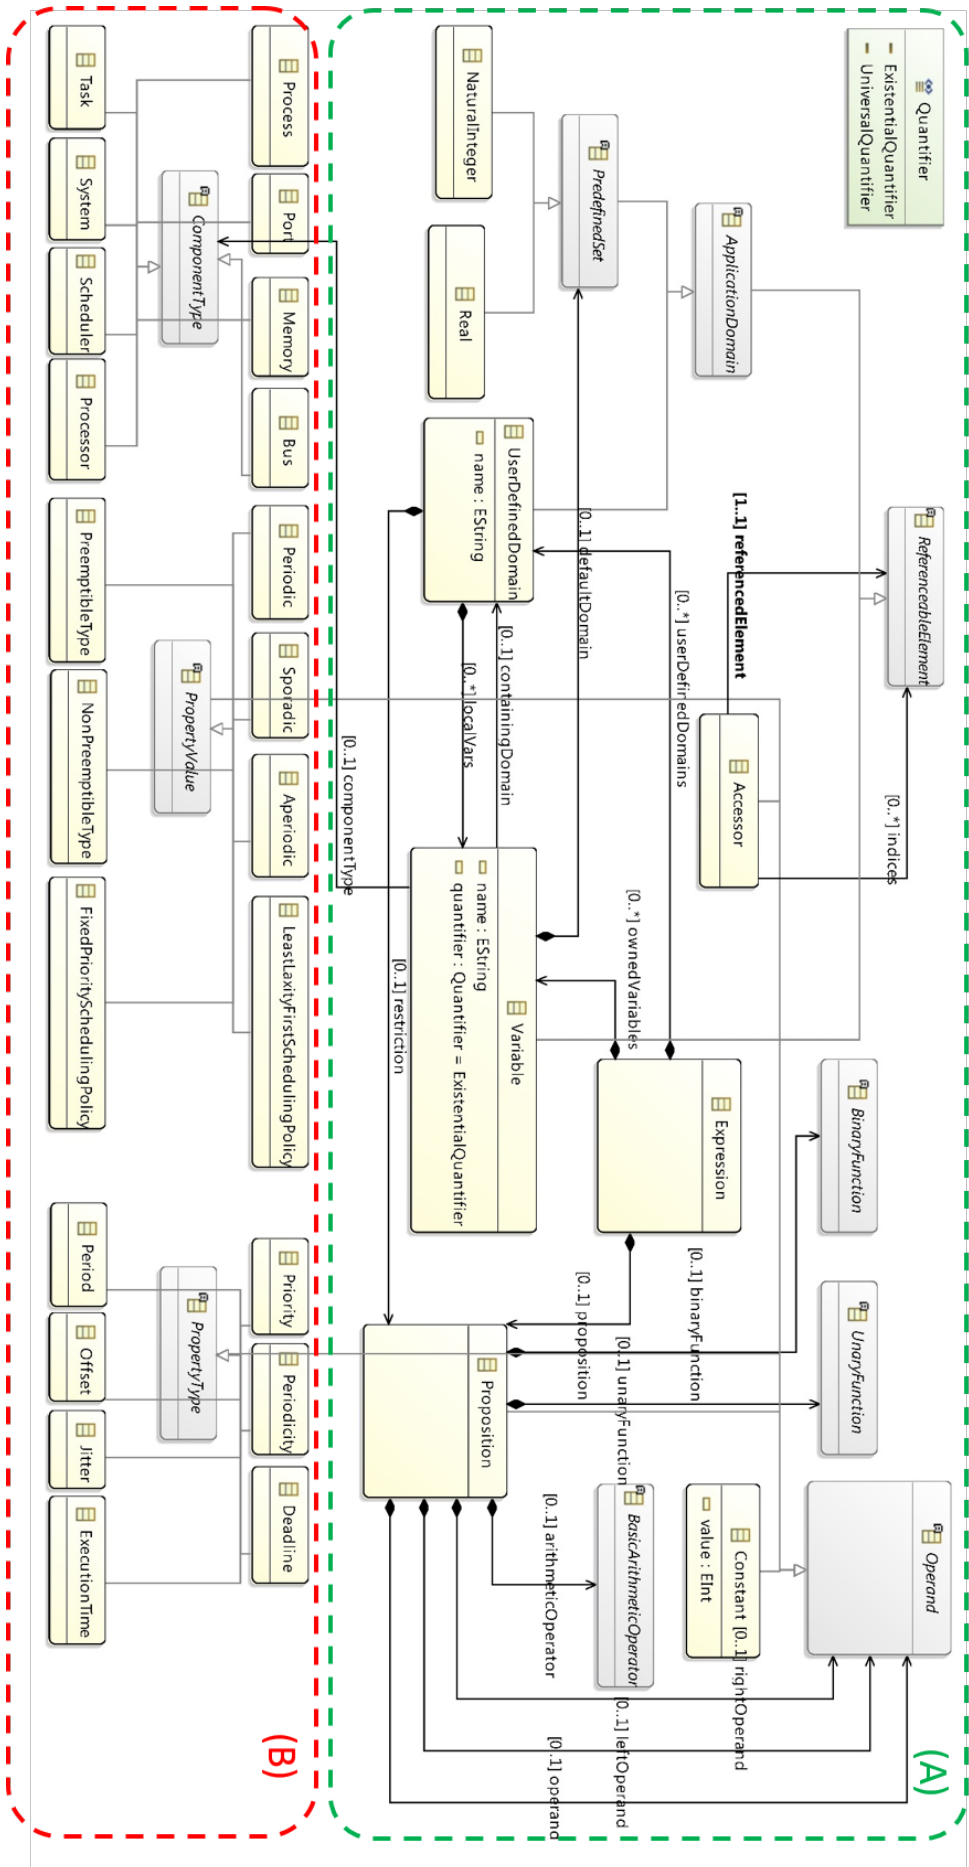 Quantifier
ExistentialQuantifier
UniversalQuantifier
ReferenceableElement
BinaryFunction
UnaryFunction
Operand
(A)
ApplicationDomain
[1..1] referencedElement
Accessor
[0..*] indices
Expression
Constant
value : EInt
[0..1] rightOperand
PredefinedSet
[0..1] defaultDomain
[0..*] userDefinedDomains
[0..*] ownedVariables
[0..1] binaryFunction
[0..1] proposition
[0..1] unaryFunction
BasicArithmeticOperator
[0..1] leftOperand
NaturalInteger
Real
UserDefinedDomain
name : EString
[0..1] containingDomain
[0..*] localVars
Variable
name : EString
quantifier : Quantifier = ExistentialQuantifier
Proposition
[0..1] arithmeticOperator
[0..1] operand
[0..1] componentType
[0..1] restriction
Process
Port
Memory
Bus
Periodic
Sporadic
Aperiodic
LeastLaxityFirstSchedulingPolicy
Priority
Periodicity
Deadline
(B)
ComponentType
PropertyValue
PropertyType
Task
System
Scheduler
Processor
PreemptibleType
NonPreemptibleType
FixedPrioritySchedulingPolicy
Period
Offset
Jitter
ExecutionTime